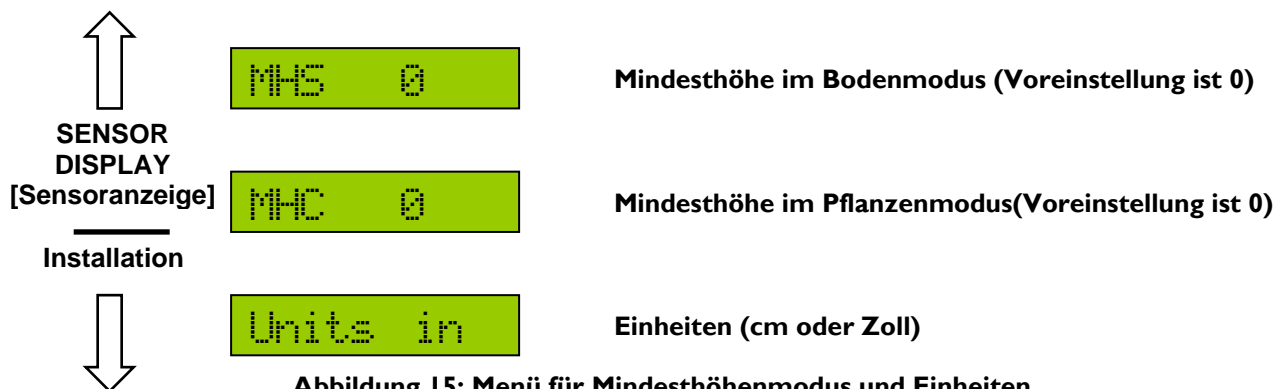 MHS 0
Mindesthöhe im Bodenmodus (Voreinstellung ist 0)
SENSOR
DISPLAY
[Sensoranzeige]
MHC 0
Mindesthöhe im Pflanzenmodus(Voreinstellung ist 0)
Installation
Units in
Einheiten (cm oder Zoll)
Abbildung 15: Menü für Mindesthöhenmodus und Einheiten